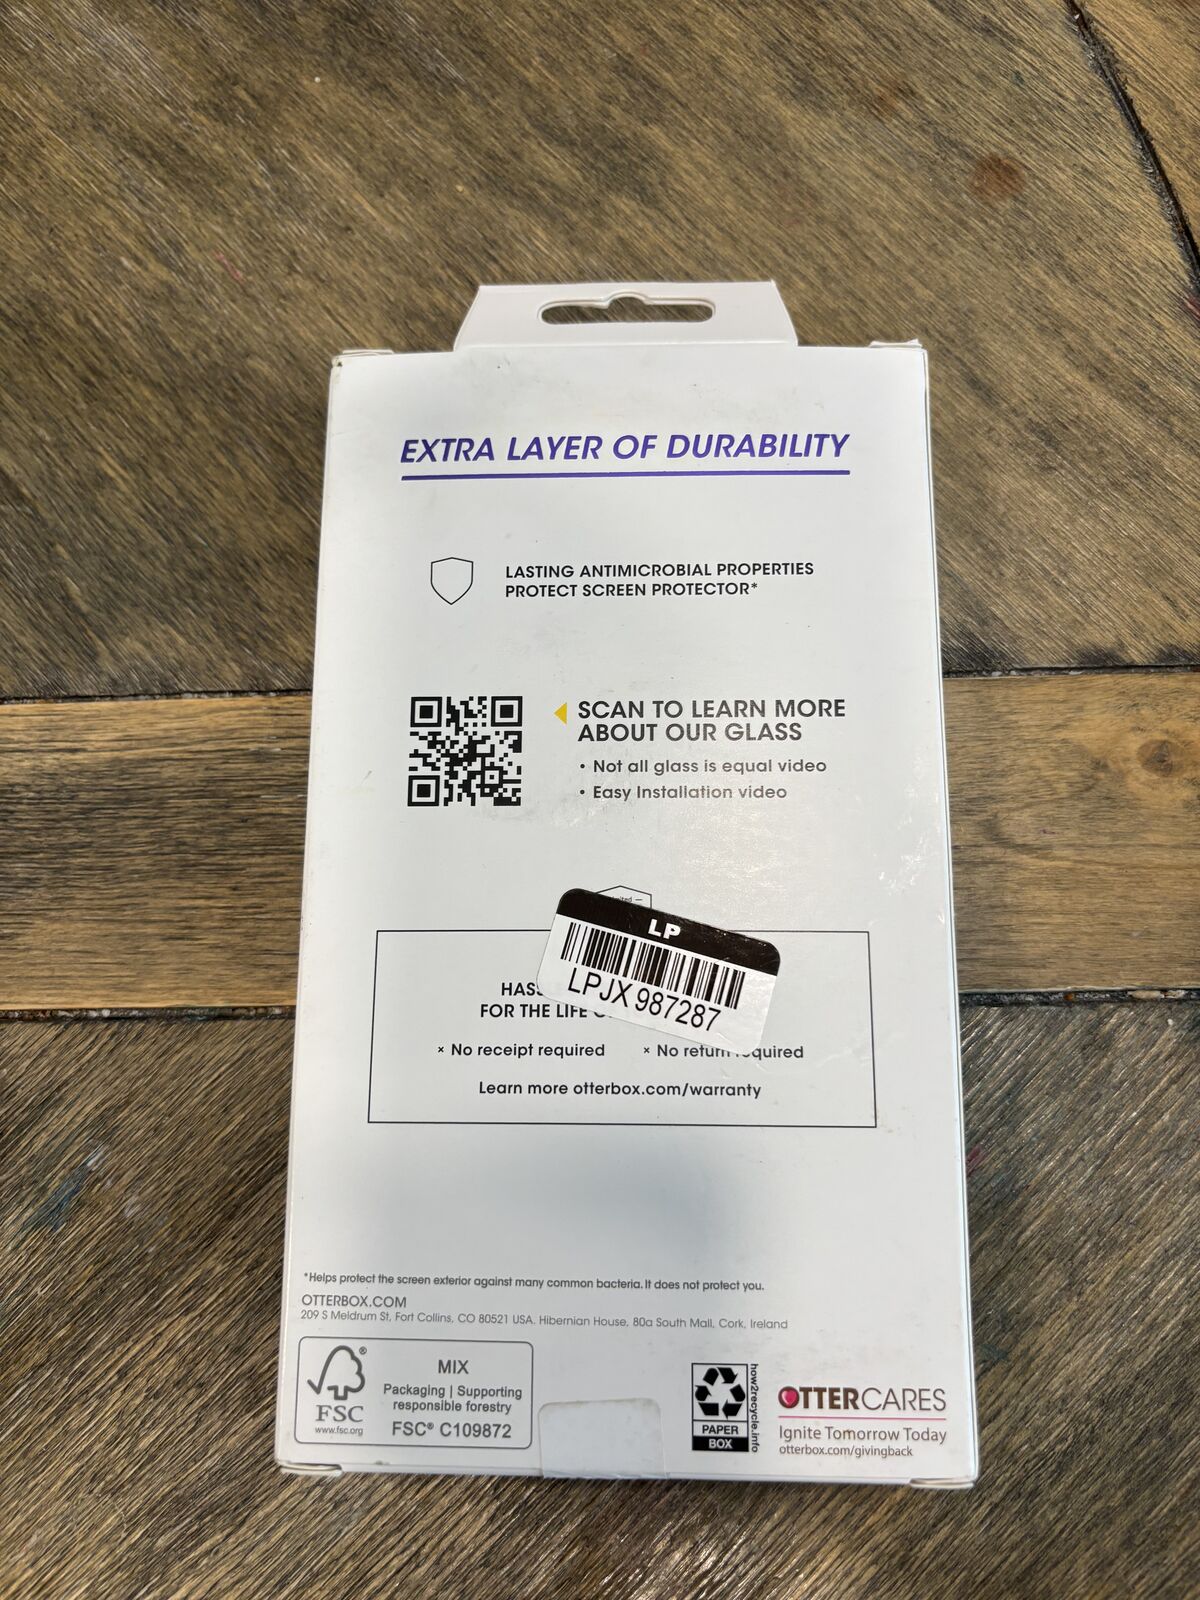 EXTRA LAYER OF DURABILITY
LASTING ANTIMICROBIAL PROPERTIES
PROTECT SCREEN PROTECTOR*
SCAN TO LEARN MORE
ABOUT OUR GLASS
• Not all glass is equal video
• Easy Installation video
LP
LPJX 987287
FOR THE LIFE
× No receipt required × No return required
Learn more otterbox.com/warranty
*Helps protect the screen exterior against many common bacteria. It does not protect you.
OTTERBOX.COM
209 S Meldrum St, Fort Collins, CO 80521 USA. Hibernian House, 80a South Mall, Cork, Ireland
FSC®
www.fsc.org
MIX
Packaging | Supporting
responsible forestry
FSC® C109872
PAPER
BOX
how2recycle.info
OTTERCARES
Ignite Tomorrow Today
otterbox.com/givingback